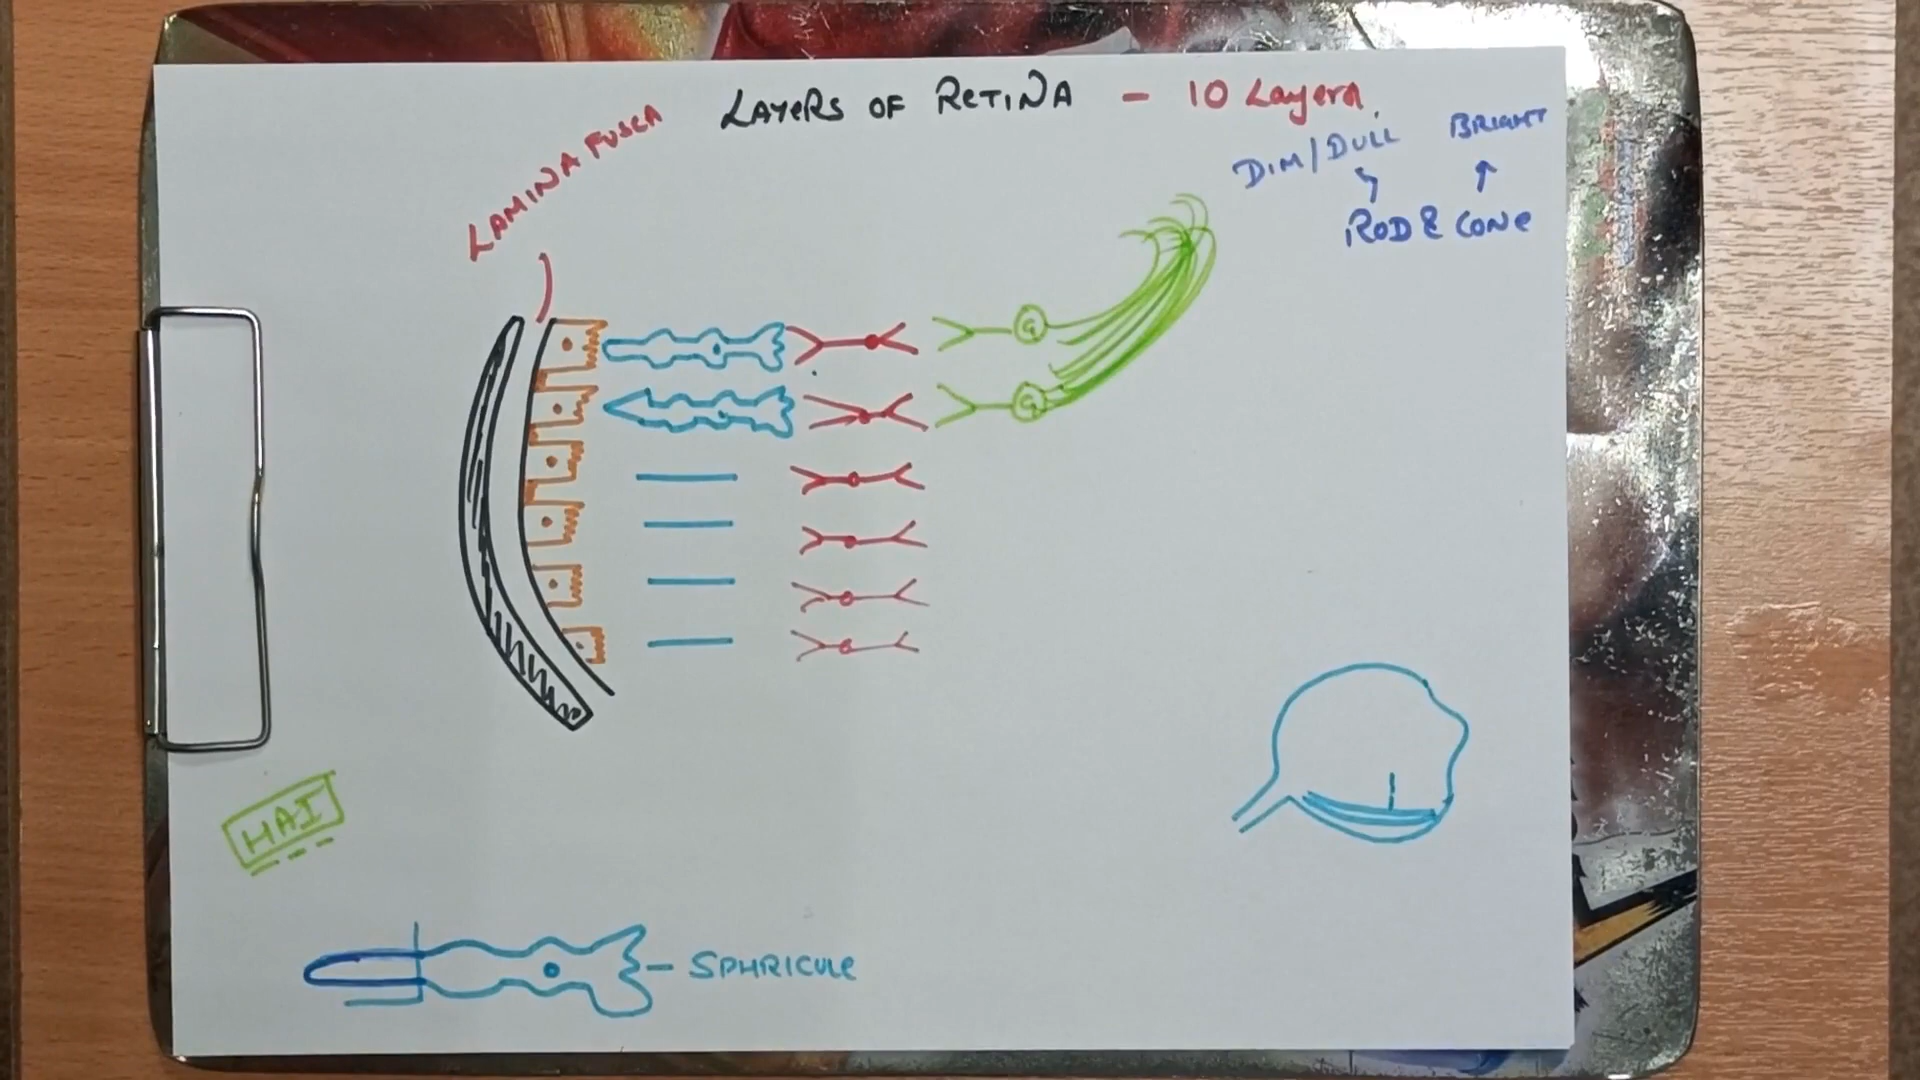 LAYERS OF RETINA - 10 Layers
LAMINA FUSCA
DIM/DULL BRIGHT
ROD & CONE
G
G
HAI
SPHRICULE